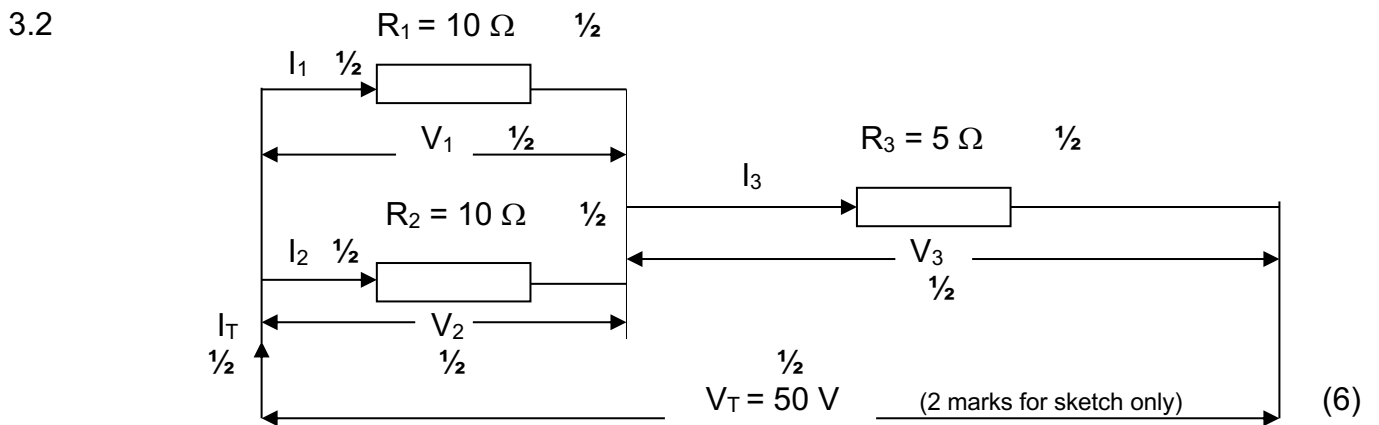 3.2
R₁ = 10 Ω ½
I₁ ½
V₁ ½
R₃ = 5 Ω ½
I₃
R₂ = 10 Ω ½
I₂ ½
V₃
½
I_T
½
V₂
½
½
V_T = 50 V (2 marks for sketch only) (6)